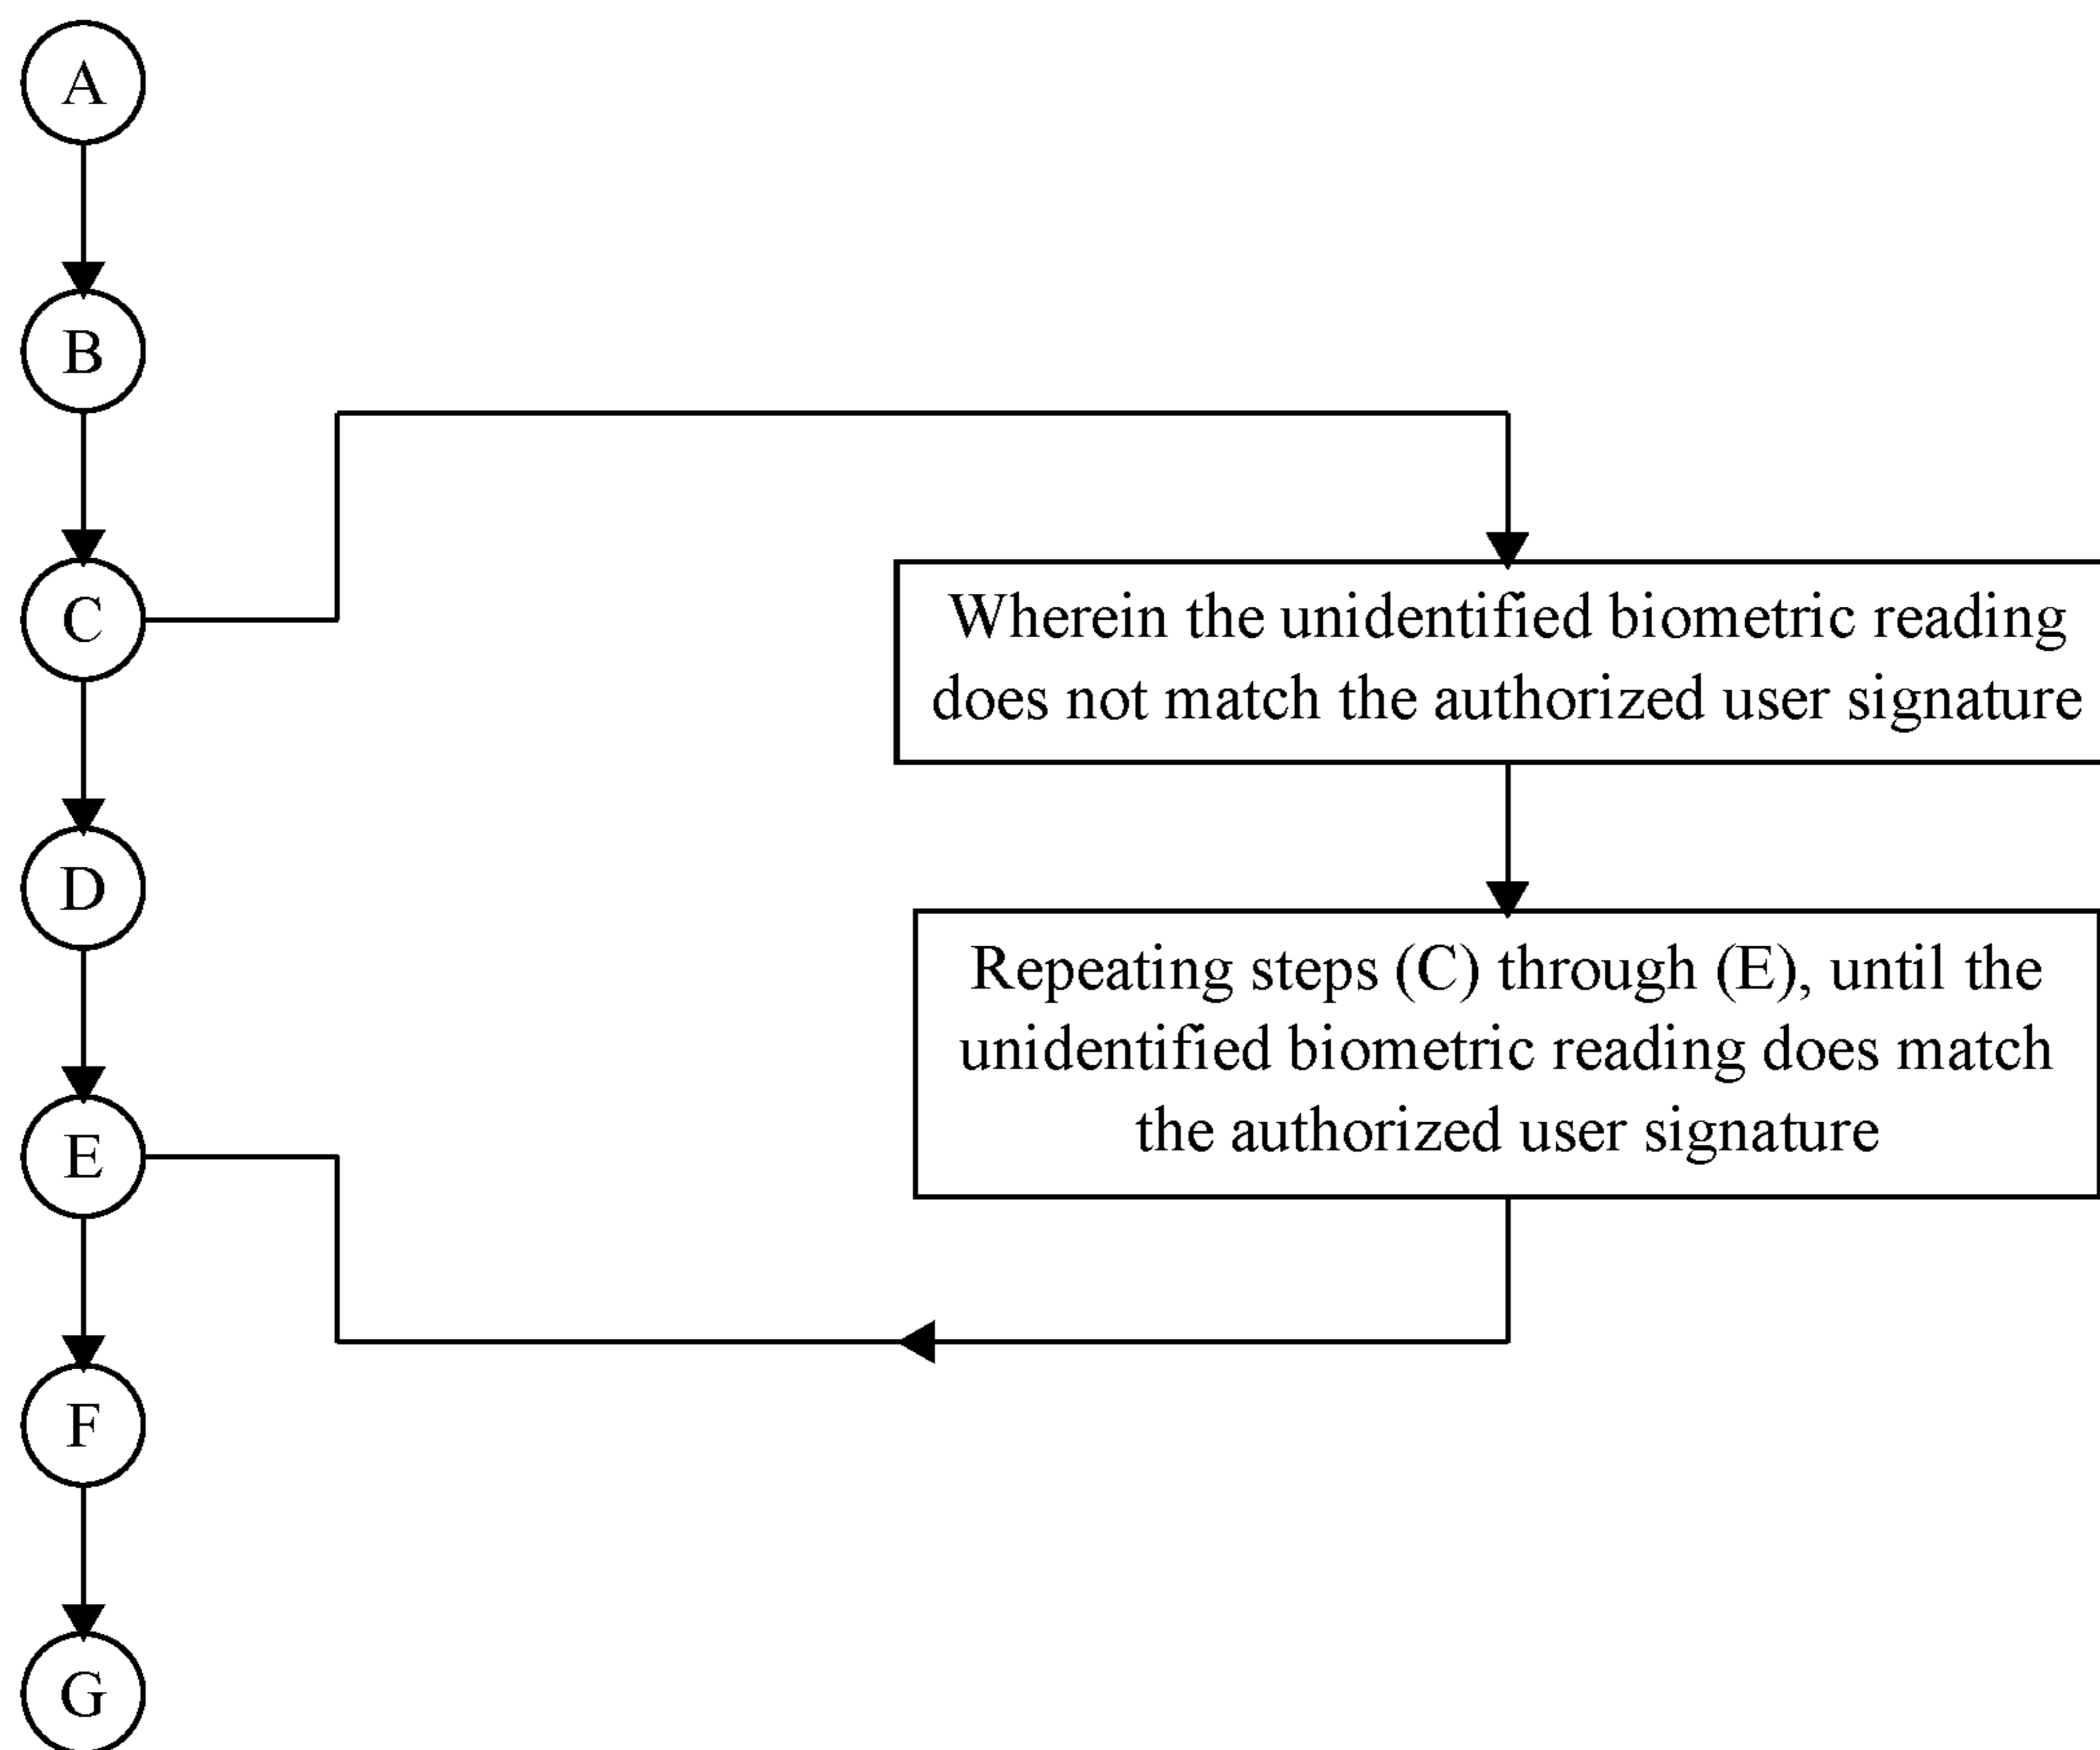 A
B
C
Wherein the unidentified biometric reading
does not match the authorized user signature
D
Repeating steps (C) through (E), until the
unidentified biometric reading does match
the authorized user signature
E
F
G